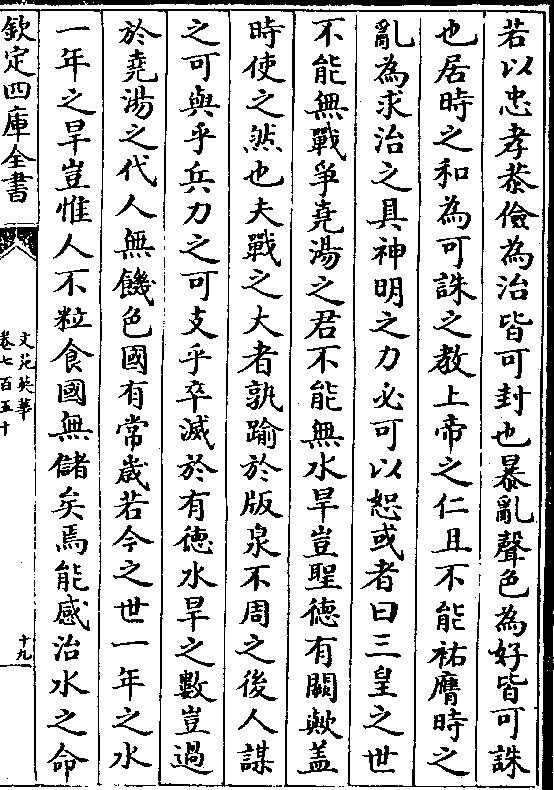 若以忠孝恭儉為治皆可封也暴亂聲色為好皆可誅
也居時之和為可誅之教上帝之仁且不能祐膺時之
亂為求治之具神明之力必可以恕或者曰三皇之世
不能無戰爭堯湯之君不能無水旱豈聖德有闕歟盖
時使之然也夫戰之大者孰踰於版泉不周之後人謀
之可與乎兵力之可支乎卒滅於有德水旱之數豈過
於堯湯之代人無饑色國有常歲若今之世一年之水
一年之旱豈惟人不粒食國無儲矣焉能感治水之命
欽定四庫全書
文苑英華
卷七百五十
十九